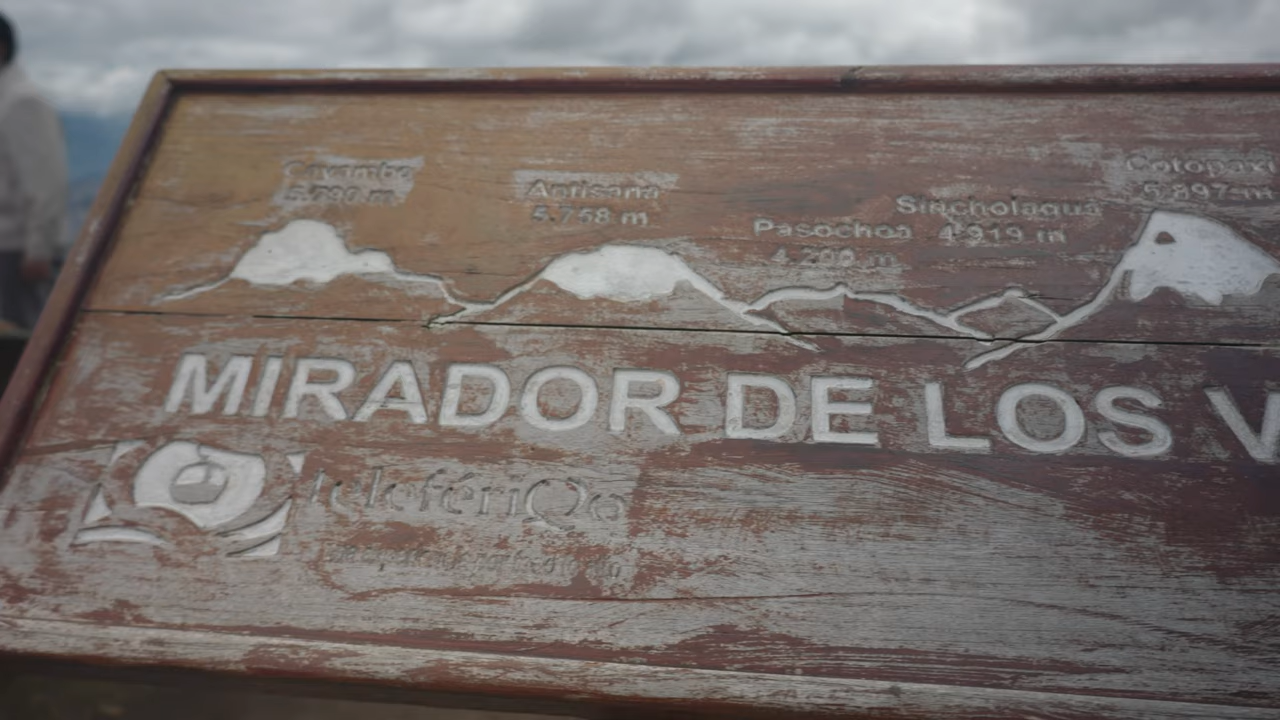 Cayambe
5.790 m
Antisana
5.758 m
Pasochoa
4.200 m
Sincholagua
4.919 m
Cotopaxi
5.897 m
MIRADOR DE LOS V
telefériQo